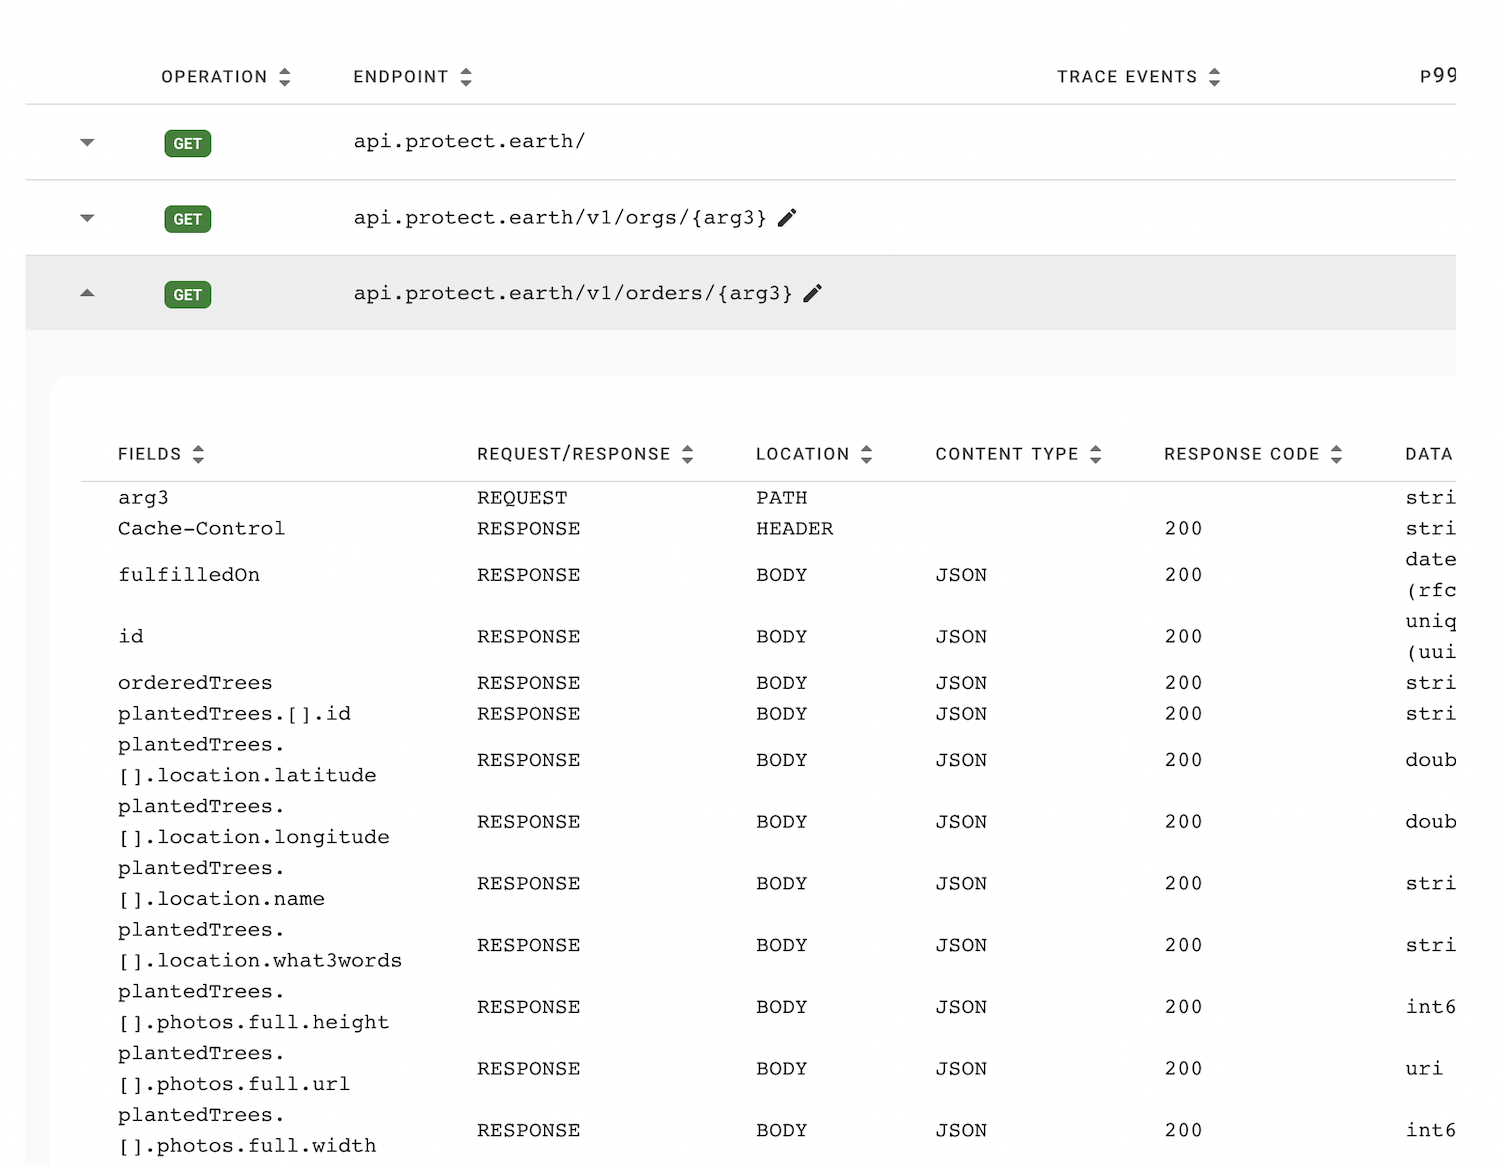 OPERATION ENDPOINT TRACE EVENTS P99
GET api.protect.earth/
GET api.protect.earth/v1/orgs/{arg3}
GET api.protect.earth/v1/orders/{arg3}
FIELDS REQUEST/RESPONSE LOCATION CONTENT TYPE RESPONSE CODE DATA
arg3 REQUEST PATH stri
Cache-Control RESPONSE HEADER 200 stri
date
fulfilledOn RESPONSE BODY JSON 200
(rfc
uniq
id RESPONSE BODY JSON 200
(uui
orderedTrees RESPONSE BODY JSON 200 stri
plantedTrees.[].id RESPONSE BODY JSON 200 stri
plantedTrees.
RESPONSE BODY JSON 200 doub
[].location.latitude
plantedTrees.
RESPONSE BODY JSON 200 doub
[].location.longitude
plantedTrees.
RESPONSE BODY JSON 200 stri
[].location.name
plantedTrees.
RESPONSE BODY JSON 200 stri
[].location.what3words
plantedTrees.
RESPONSE BODY JSON 200 int6
[].photos.full.height
plantedTrees.
RESPONSE BODY JSON 200 uri
[].photos.full.url
plantedTrees.
RESPONSE BODY JSON 200 int6
[].photos.full.width